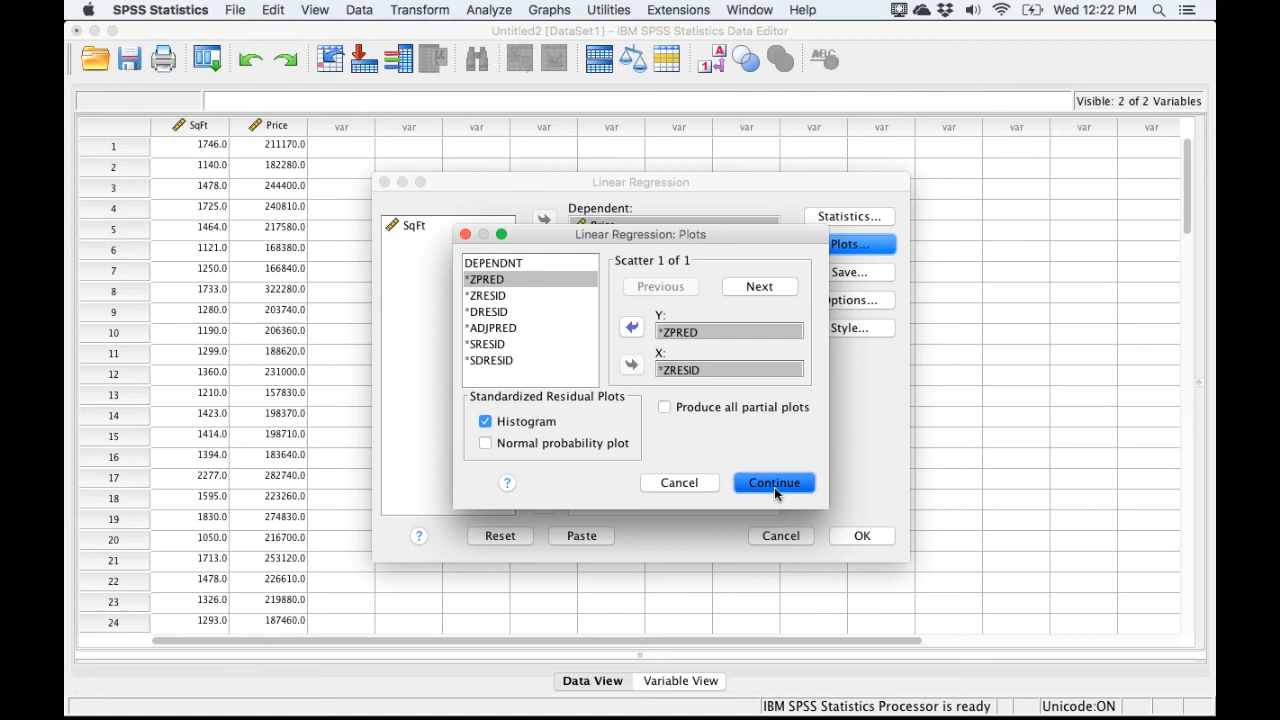 SPSS Statistics File Edit View Data Transform Analyze Graphs Utilities Extensions Window Help Wed 12:22 PM
Untitled2 [DataSet1] - IBM SPSS Statistics Data Editor
Visible: 2 of 2 Variables
SqFt Price var var var var var var var var var var var var var
1 1746.0 211170.0
2 1140.0 182280.0
3 1478.0 244400.0
4 1725.0 240810.0
5 1464.0 217580.0
6 1121.0 168380.0
7 1250.0 166840.0
8 1733.0 322280.0
9 1280.0 203740.0
10 1190.0 206360.0
11 1299.0 188620.0
12 1360.0 231000.0
13 1210.0 157830.0
14 1423.0 198370.0
15 1414.0 198710.0
16 1394.0 183640.0
17 2277.0 282740.0
18 1595.0 223260.0
19 1830.0 274830.0
20 1050.0 216700.0
21 1713.0 253120.0
22 1478.0 226610.0
23 1326.0 219880.0
24 1293.0 187460.0
Linear Regression
Dependent:
SqFt
Statistics...
Plots...
Save...
ptions...
Style...
Linear Regression: Plots
DEPENDNT
*ZPRED
*ZRESID
*DRESID
*ADJPRED
*SRESID
*SDRESID
Scatter 1 of 1
Previous Next
Y:
*ZPRED
X:
*ZRESID
Standardized Residual Plots
Histogram
Normal probability plot
Produce all partial plots
? Cancel Continue
? Reset Paste Cancel OK
Data View Variable View
IBM SPSS Statistics Processor is ready Unicode:ON